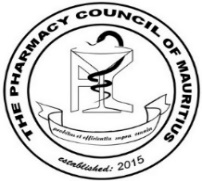 THE PHARMACY COUNCIL OF MAURITIUS
established: 2015